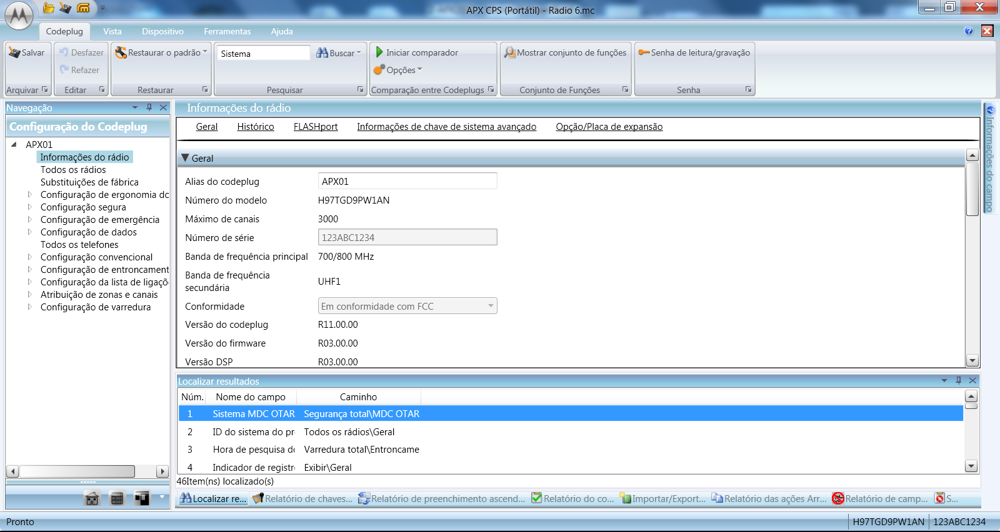 APX CPS (Portátil) - Radio 6.mc
Codeplug Vista Dispositivo Ferramentas Ajuda
Salvar Desfazer Restaurar o padrão Sistema Buscar Iniciar comparador Mostrar conjunto de funções Senha de leitura/gravação
Refazer Opções
Arquivar Editar Restaurar Pesquisar Comparação entre Codeplugs Conjunto de Funções Senha
Navegação
Configuração do Codeplug
APX01
Informações do rádio
Todos os rádios
Substituições de fábrica
Configuração de ergonomia do
Configuração segura
Configuração de emergência
Configuração de dados
Todos os telefones
Configuração convencional
Configuração de entroncament
Configuração da lista de ligaçõ
Atribuição de zonas e canais
Configuração de varredura
Informações do rádio
Geral Histórico FLASHport Informações de chave de sistema avançado Opção/Placa de expansão
Geral
Alias do codeplug APX01
Número do modelo H97TGD9PW1AN
Máximo de canais 3000
Número de série 123ABC1234
Banda de frequência principal 700/800 MHz
Banda de frequência
secundária UHF1
Conformidade Em conformidade com FCC
Versão do codeplug R11.00.00
Versão do firmware R03.00.00
Versão DSP R03.00.00
Informações do campo
Localizar resultados
Núm. Nome do campo Caminho
1 Sistema MDC OTAR Segurança total\MDC OTAR
2 ID do sistema do pr Todos os rádios\Geral
3 Hora de pesquisa do Varredura total\Entroncame
4 Indicador de registr Exibir\Geral
46Item(ns) localizado(s)
Localizar re... Relatório de chaves... Relatório de preenchimento ascend... Relatório do co... Importar/Export... Relatório das ações Arr... Relatório de camp... S...
Pronto H97TGD9PW1AN 123ABC1234